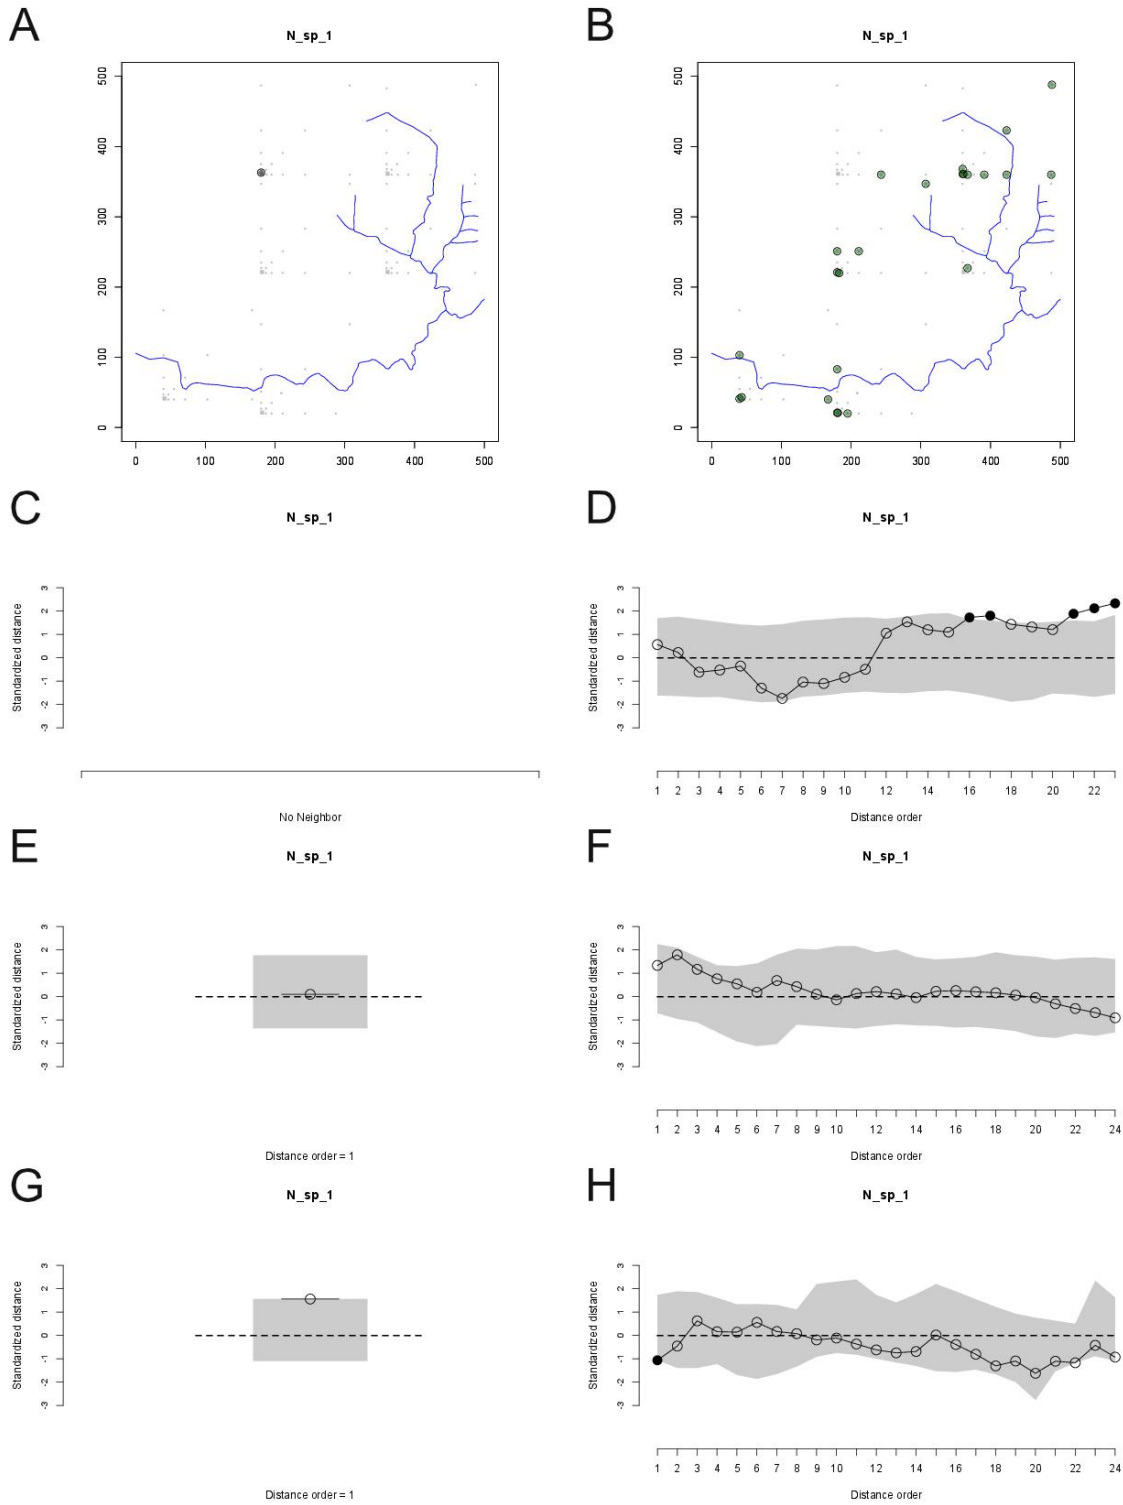 A
B
N_sp_1
N_sp_1
500
400
300
200
100
0
0 100 200 300 400 500
500
400
300
200
100
0
0 100 200 300 400 500
C
D
N_sp_1
N_sp_1
Standardized distance
3
2
1
0
-1
-2
-3
No Neighbor
Standardized distance
3
2
1
0
-1
-2
-3
1 2 3 4 5 6 7 8 9 10 12 14 16 18 20 22
Distance order
E
F
N_sp_1
N_sp_1
Standardized distance
3
2
1
0
-1
-2
-3
Distance order = 1
Standardized distance
3
2
1
0
-1
-2
-3
1 2 3 4 5 6 7 8 9 10 12 14 16 18 20 22 24
Distance order
G
H
N_sp_1
N_sp_1
Standardized distance
3
2
1
0
-1
-2
-3
Distance order = 1
Standardized distance
3
2
1
0
-1
-2
-3
1 2 3 4 5 6 7 8 9 10 12 14 16 18 20 22 24
Distance order